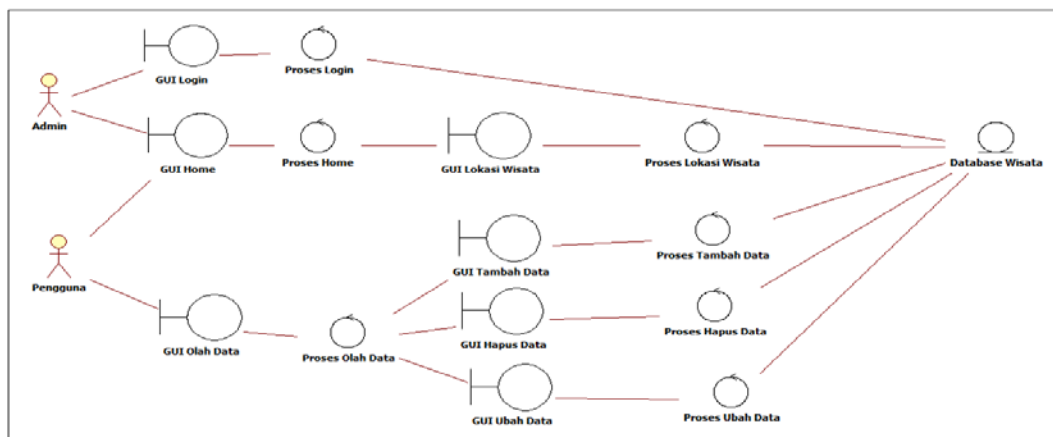 GUI Login
Proses Login
Admin
GUI Home
Proses Home
GUI Lokasi Wisata
Proses Lokasi Wisata
Database Wisata
Pengguna
GUI Tambah Data
Proses Tambah Data
GUI Olah Data
Proses Olah Data
GUI Hapus Data
Proses Hapus Data
GUI Ubah Data
Proses Ubah Data